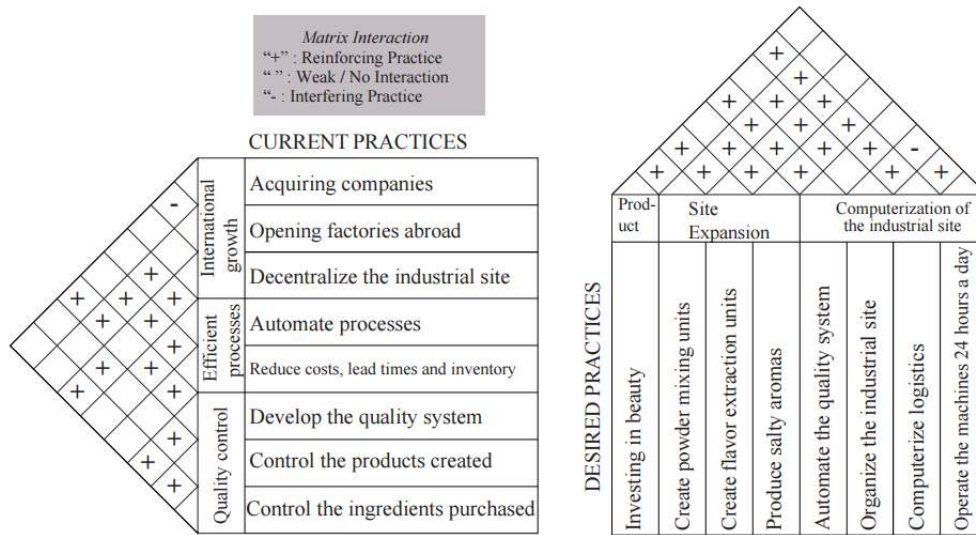 Matrix Interaction
“+” : Reinforcing Practice
“ ” : Weak / No Interaction
“- : Interfering Practice
CURRENT PRACTICES
International growth
Acquiring companies
Opening factories abroad
Decentralize the industrial site
Efficient processes
Automate processes
Reduce costs, lead times and inventory
Quality control
Develop the quality system
Control the products created
Control the ingredients purchased
-
+
+ + +
+ +
+
+ +
+ +
+
+
+
+
+
+ + +
+ + +
+ + + + + -
+ + + + + + +
Prod-
uct
Site
Expansion
Computerization of
the industrial site
DESIRED PRACTICES
Investing in beauty
Create powder mixing units
Create flavor extraction units
Produce salty aromas
Automate the quality system
Organize the industrial site
Computerize logistics
Operate the machines 24 hours a day